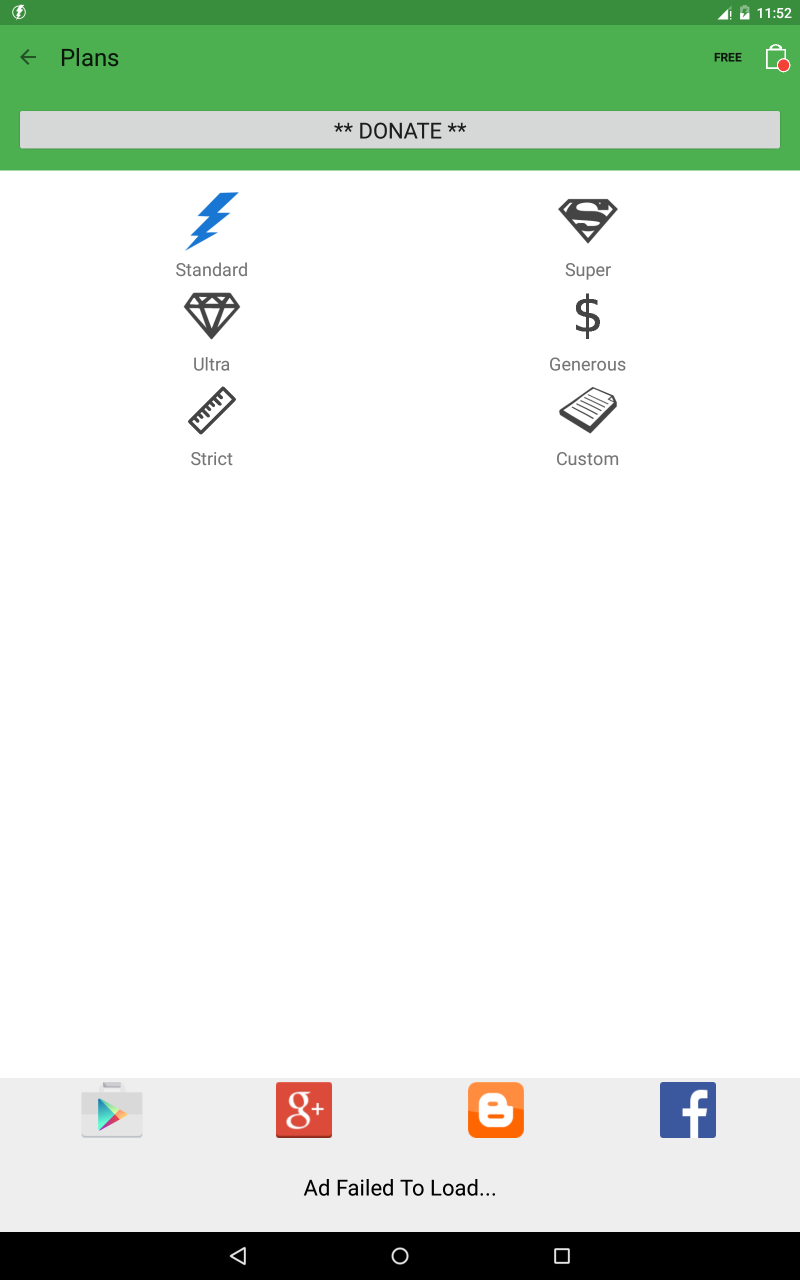 11:52
Plans
FREE
** DONATE **
Standard
Super
Ultra
$
Generous
Strict
Custom
g+
Ad Failed To Load...